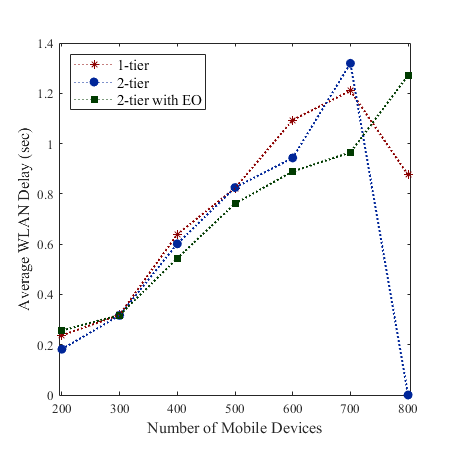 1.4
1.2
1
0.8
0.6
0.4
0.2
0
Average WLAN Delay (sec)
1-tier
2-tier
2-tier with EO
200 300 400 500 600 700 800
Number of Mobile Devices